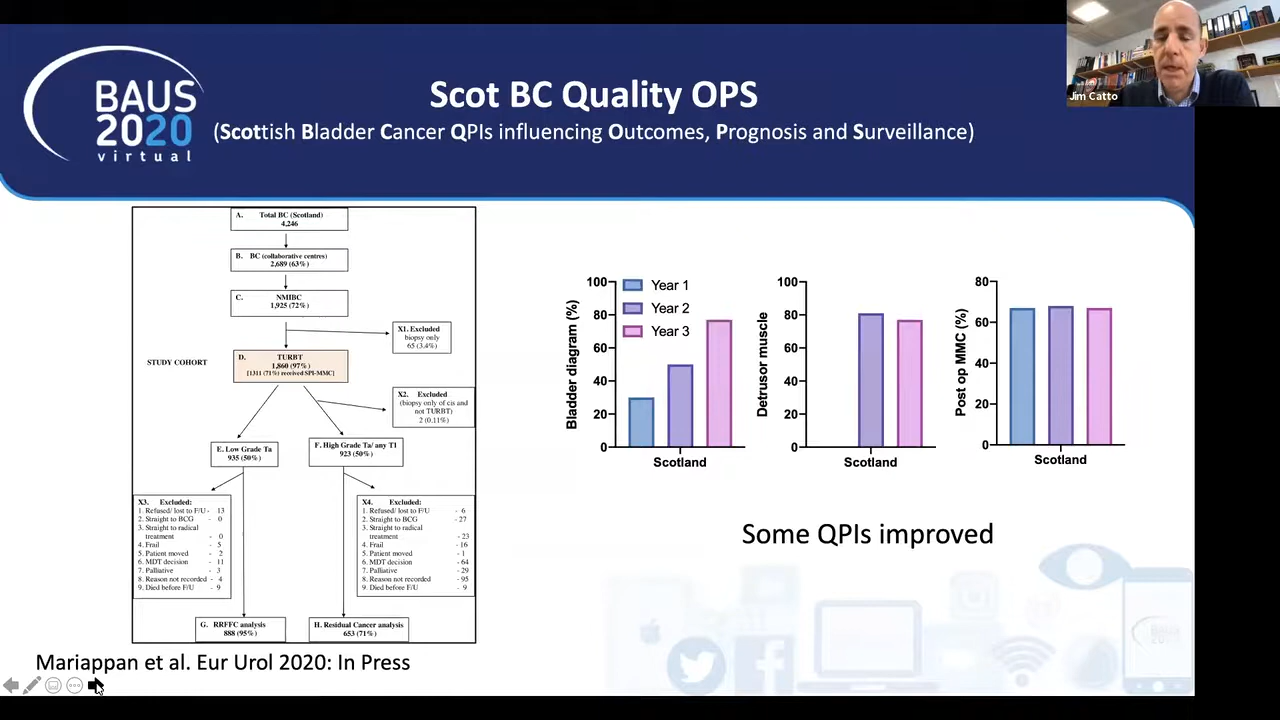 BAUS
2020
virtual
Scot BC Quality OPS
(Scottish Bladder Cancer QPIs influencing Outcomes, Prognosis and Surveillance)
Jim Catto
A. Total BC (Scotland)
4,246
B. BC (collaborative centres)
2,689 (63%)
C. NMIBC
1,925 (72%)
X1. Excluded
biopsy only
65 (3.4%)
STUDY COHORT
D. TURBT
1,860 (97%)
[1311 (71%) received SPI-MMC]
X2. Excluded
(biopsy only of cis and
not TURBT)
2 (0.11%)
E. Low Grade Ta
935 (50%)
F. High Grade Ta/ any T1
923 (50%)
X3. Excluded:
1. Refused/ lost to F/U - 13
2. Straight to BCG - 0
3. Straight to radical
treatment - 0
4. Frail - 5
5. Patient moved - 2
6. MDT decision - 11
7. Palliative - 3
8. Reason not recorded - 4
9. Died before F/U - 9
X4. Excluded:
1. Refused/ lost to F/U - 6
2. Straight to BCG - 27
3. Straight to radical
treatment - 23
4. Frail - 16
5. Patient moved - 1
6. MDT decision - 64
7. Palliative - 29
8. Reason not recorded - 95
9. Died before F/U - 9
G. RRFFC analysis
888 (95%)
H. Residual Cancer analysis
653 (71%)
Bladder diagram (%)
100
80
60
40
20
0
Year 1
Year 2
Year 3
Scotland
Detrusor muscle
100
80
60
40
20
0
Scotland
Post op MMC (%)
80
60
40
20
0
Scotland
Some QPIs improved
Mariappan et al. Eur Urol 2020: In Press
BAUS